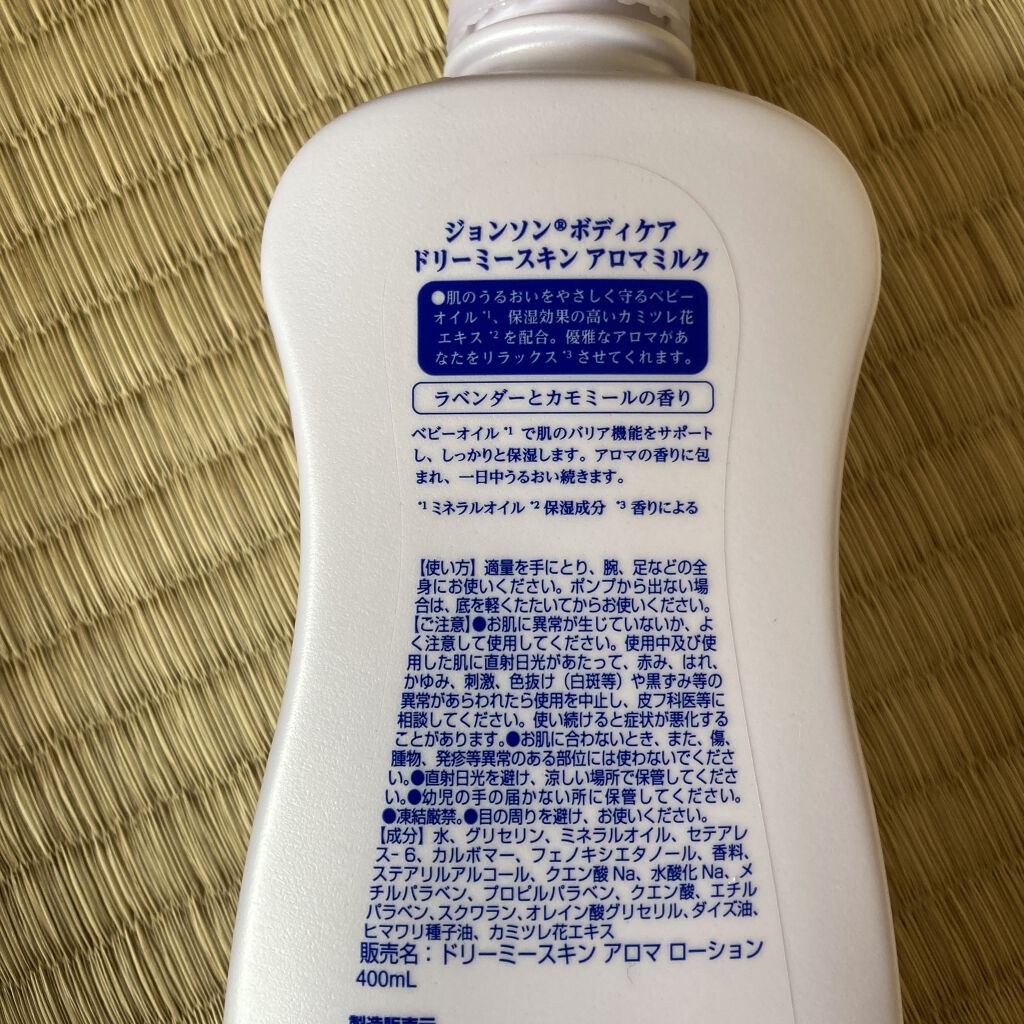 ジョンソン®ボディケア
ドリーミースキン アロマミルク
●肌のうるおいをやさしく守るベビー
オイル*1、保湿効果の高いカミツレ花
エキス*2を配合。優雅なアロマがあ
なたをリラックス*3させてくれます。
ラベンダーとカモミールの香り
ベビーオイル*1で肌のバリア機能をサポート
し、しっかりと保湿します。アロマの香りに包
まれ、一日中うるおい続きます。
*1ミネラルオイル *2保湿成分 *3香りによる
【使い方】適量を手にとり、腕、足などの全
身にお使いください。ポンプから出ない場
合は、底を軽くたたいてからお使いください。
【ご注意】●お肌に異常が生じていないか、よ
く注意して使用してください。使用中及び使
用した肌に直射日光があたって、赤み、はれ、
かゆみ、刺激、色抜け（白斑等）や黒ずみ等の
異常があらわれたら使用を中止し、皮フ科医等に
相談してください。使い続けると症状が悪化する
ことがあります。●お肌に合わないとき、また、傷、
腫物、発疹等異常のある部位には使わないでくださ
い。●直射日光を避け、涼しい場所で保管してくださ
い。●幼児の手の届かない所に保管してください。
●凍結厳禁。●目の周りを避け、お使いください。
【成分】水、グリセリン、ミネラルオイル、セテアレ
ス-6、カルボマー、フェノキシエタノール、香料、
ステアリルアルコール、クエン酸Na、水酸化Na、メ
チルパラベン、プロピルパラベン、クエン酸、エチル
パラベン、スクワラン、オレイン酸グリセリル、ダイズ油、
ヒマワリ種子油、カミツレ花エキス
販売名：ドリーミースキン アロマ ローション
400mL
製造販売元